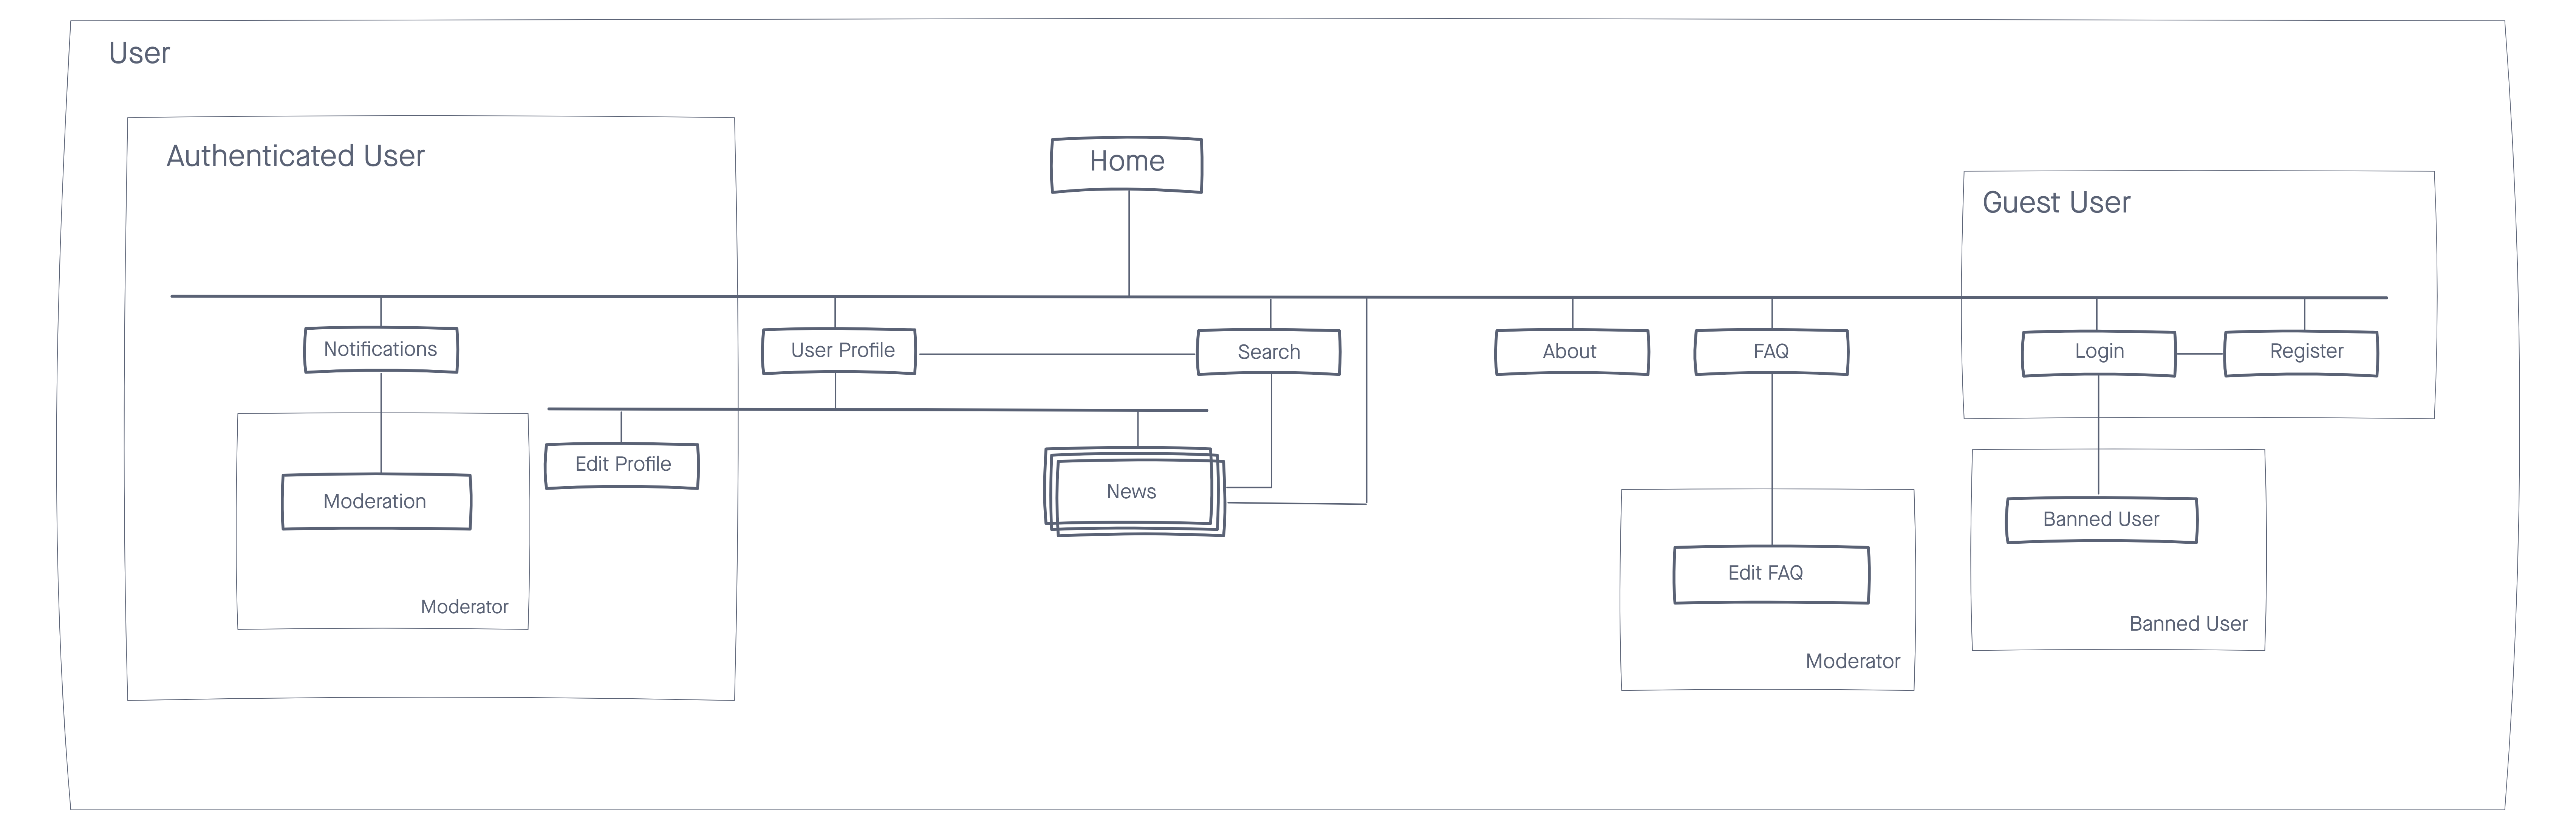 User
Authenticated User
Home
Guest User
Notifications
User Profile
Search
About
FAQ
Login
Register
Edit Profile
News
Moderation
Banned User
Edit FAQ
Moderator
Banned User
Moderator